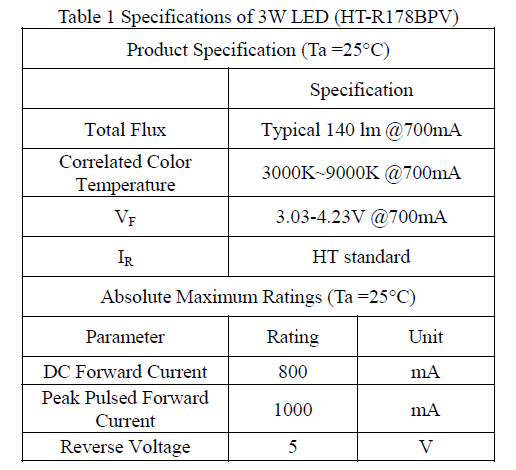 Table 1 Specifications of 3W LED (HT-R178BPV)
Product Specification (Ta =25°C)
Specification
Total Flux Typical 140 lm @700mA
Correlated Color
Temperature 3000K~9000K @700mA
VF 3.03-4.23V @700mA
IR HT standard
Absolute Maximum Ratings (Ta =25°C)
Parameter Rating Unit
DC Forward Current 800 mA
Peak Pulsed Forward
Current 1000 mA
Reverse Voltage 5 V